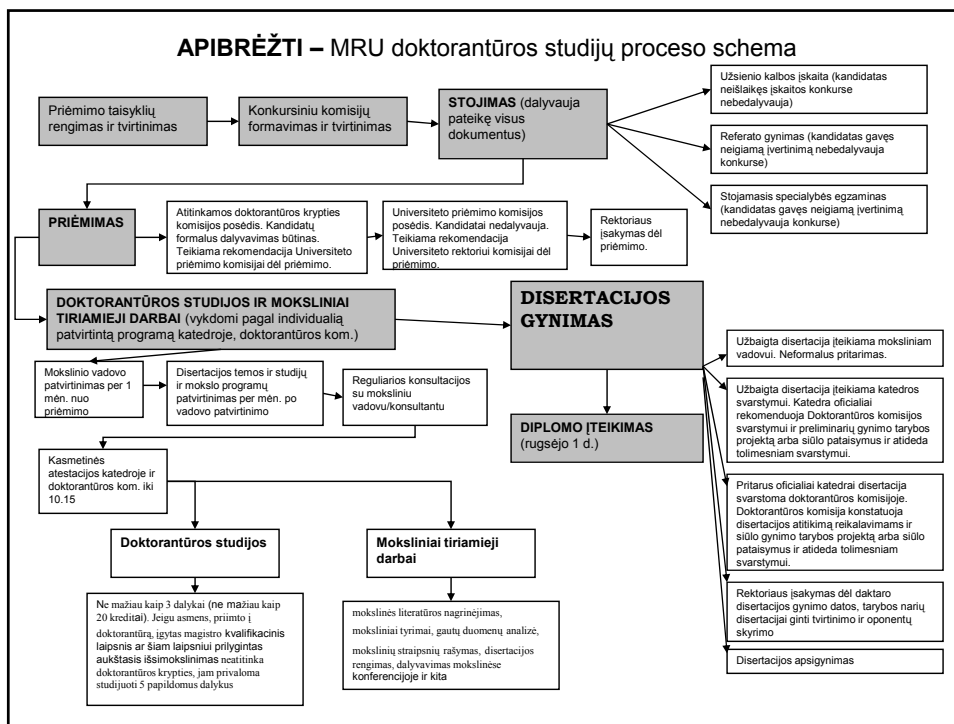 APIBRĖŽTI – MRU doktorantūros studijų proceso schema
Priėmimo taisyklių
rengimas ir tvirtinimas
Konkursiniu komisijų
formavimas ir tvirtinimas
STOJIMAS (dalyvauja
pateikę visus
dokumentus)
Užsienio kalbos įskaita (kandidatas
neišlaikęs įskaitos konkurse
nebedalyvauja)
Referato gynimas (kandidatas gavęs
neigiamą įvertinimą nebedalyvauja
konkurse)
Stojamasis specialybės egzaminas
(kandidatas gavęs neigiamą įvertinimą
nebedalyvauja konkurse)
PRIĖMIMAS
Atitinkamos doktorantūros krypties
komisijos posėdis. Kandidatų
formalus dalyvavimas būtinas.
Teikiama rekomendacija Universiteto
priėmimo komisijai dėl priėmimo.
Universiteto priėmimo komisijos
posėdis. Kandidatai nedalyvauja.
Teikiama rekomendacija
Universiteto rektoriui komisijai dėl
priėmimo.
Rektoriaus
įsakymas dėl
priėmimo.
DOKTORANTŪROS STUDIJOS IR MOKSLINIAI
TIRIAMIEJI DARBAI (vykdomi pagal individualią
patvirtintą programą katedroje, doktorantūros kom.)
DISERTACIJOS
GYNIMAS
Mokslinio vadovo
patvirtinimas per 1
mėn. nuo
priėmimo
Disertacijos temos ir studijų
ir mokslo programų
patvirtinimas per mėn. po
vadovo patvirtinimo
Reguliarios konsultacijos
su moksliniu
vadovu/konsultantu
DIPLOMO ĮTEIKIMAS
(rugsėjo 1 d.)
Kasmetinės
atestacijos katedroje ir
doktorantūros kom. iki
10.15
Doktorantūros studijos
Moksliniai tiriamieji
darbai
Ne mažiau kaip 3 dalykai (ne mažiau kaip
20 kreditai). Jeigu asmens, priimto į
doktorantūrą, įgytas magistro kvalifikacinis
laipsnis ar šiam laipsniui prilygintas
aukštasis išsimokslinimas neatitinka
doktorantūros krypties, jam privaloma
studijuoti 5 papildomus dalykus
mokslinės literatūros nagrinėjimas,
moksliniai tyrimai, gautų duomenų analizė,
mokslinių straipsnių rašymas, disertacijos
rengimas, dalyvavimas mokslinėse
konferencijoje ir kita
Užbaigta disertacija įteikiama moksliniam
vadovui. Neformalus pritarimas.
Užbaigta disertacija įteikiama katedros
svarstymui. Katedra oficialiai
rekomenduoja Doktorantūros komisijos
svarstymui ir preliminarių gynimo tarybos
projektą arba siūlo pataisymus ir atideda
tolimesniam svarstymui.
Pritarus oficialiai katedrai disertacija
svarstoma doktorantūros komisijoje.
Doktorantūros komisija konstatuoja
disertacijos atitikimą reikalavimams ir
siūlo gynimo tarybos projektą arba siūlo
pataisymus ir atideda tolimesniam
svarstymui.
Rektoriaus įsakymas dėl daktaro
disertacijos gynimo datos, tarybos narių
disertacijai ginti tvirtinimo ir oponentų
skyrimo
Disertacijos apsigynimas